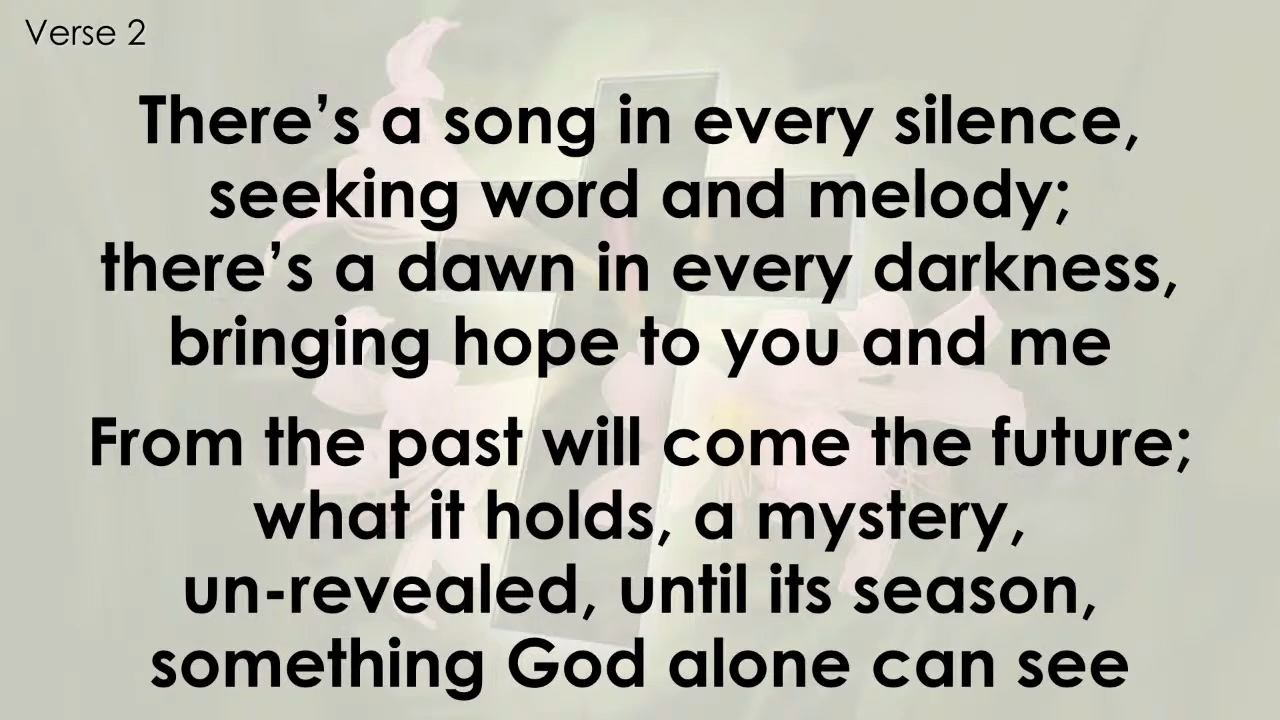 Verse 2
There’s a song in every silence,
seeking word and melody;
there’s a dawn in every darkness,
bringing hope to you and me
From the past will come the future;
what it holds, a mystery,
un-revealed, until its season,
something God alone can see